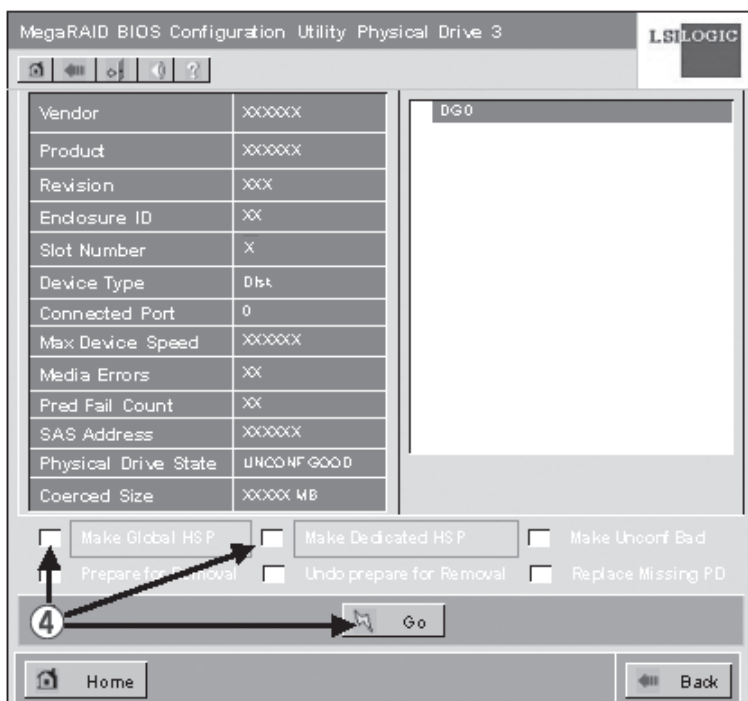 MegaRAID BIOS Configuration Utility Physical Drive 3
LSI LOGIC
Vendor XXXXXX
Product XXXXXX
Revision XXX
Enclosure ID XX
Slot Number X
Device Type Disk
Connected Port 0
Max Device Speed XXXXXX
Media Errors XX
Pred Fail Count XX
SAS Address XXXXXX
Physical Drive State UNCONF GOOD
Coerced Size XXXXX MB
DG0
Make Global HSP Make Dedicated HSP Make Unconf Bad
Prepare for Removal Undo prepare for Removal Replace Missing PD
④
Go
Home Back